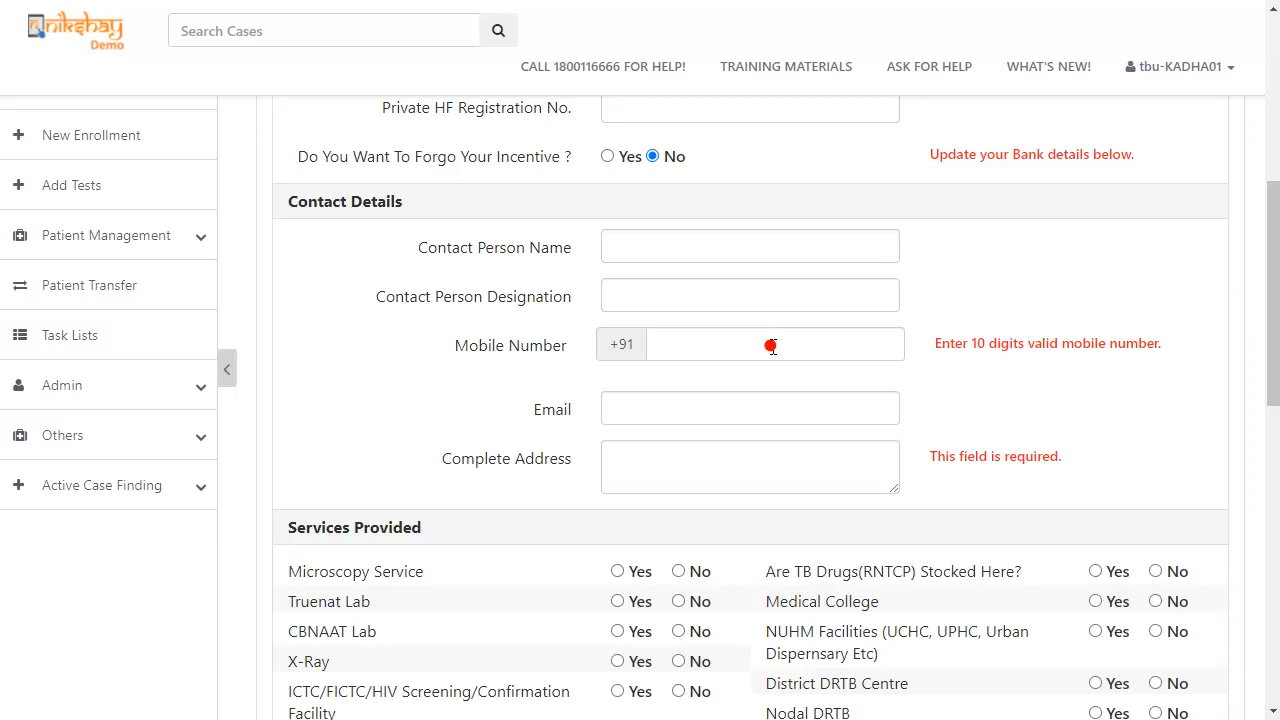 nikshay
Demo
Search Cases
CALL 1800116666 FOR HELP!
TRAINING MATERIALS
ASK FOR HELP
WHAT'S NEW!
tbu-KADHA01
New Enrollment
Add Tests
Patient Management
Patient Transfer
Task Lists
Admin
Others
Active Case Finding
Private HF Registration No.
Do You Want To Forgo Your Incentive ? Yes No Update your Bank details below.
Contact Details
Contact Person Name
Contact Person Designation
Mobile Number +91 Enter 10 digits valid mobile number.
Email
Complete Address This field is required.
Services Provided
Microscopy Service Yes No
Truenat Lab Yes No
CBNAAT Lab Yes No
X-Ray Yes No
ICTC/FICTC/HIV Screening/Confirmation Yes No
Facility
Are TB Drugs(RNTCP) Stocked Here? Yes No
Medical College Yes No
NUHM Facilities (UCHC, UPHC, Urban Yes No
Dispernsary Etc)
District DRTB Centre Yes No
Nodal DRTB Yes No